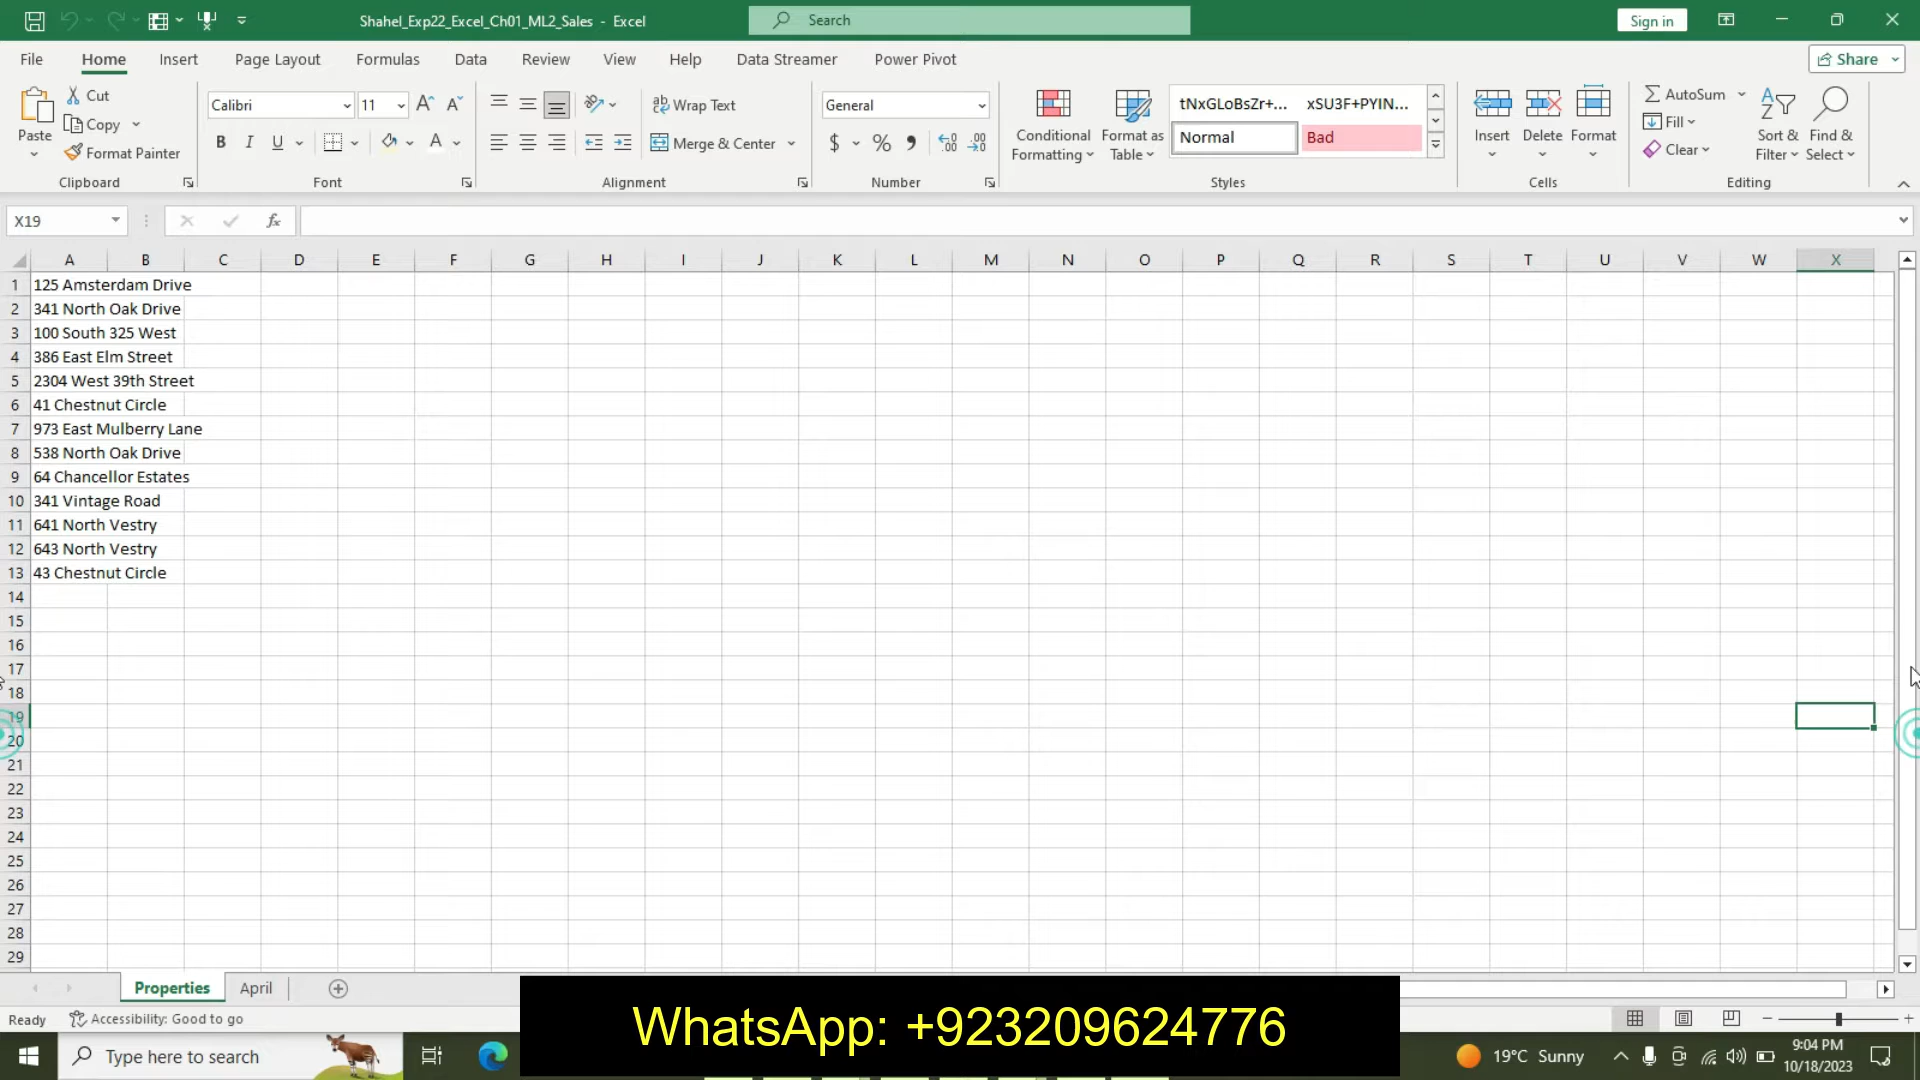 Shahel_Exp22_Excel_Ch01_ML2_Sales - Excel
Search
Sign in
File Home Insert Page Layout Formulas Data Review View Help Data Streamer Power Pivot
Share
Paste
Cut
Copy
Format Painter
Clipboard
Calibri 11
B I U A
Font
Wrap Text
Merge & Center
Alignment
General
$ %
Number
Conditional Formatting
Format as Table
tNxGLoBsZr+... xSU3F+PYIN...
Normal Bad
Styles
Insert Delete Format
Cells
AutoSum
Fill
Clear
Sort & Filter
Find & Select
Editing
X19
fx
A B C D E F G H I J K L M N O P Q R S T U V W X
1 125 Amsterdam Drive
2 341 North Oak Drive
3 100 South 325 West
4 386 East Elm Street
5 2304 West 39th Street
6 41 Chestnut Circle
7 973 East Mulberry Lane
8 538 North Oak Drive
9 64 Chancellor Estates
10 341 Vintage Road
11 641 North Vestry
12 643 North Vestry
13 43 Chestnut Circle
14
15
16
17
18
19
20
21
22
23
24
25
26
27
28
29
Properties April
Ready Accessibility: Good to go
WhatsApp: +923209624776
Type here to search
19°C Sunny
9:04 PM
10/18/2023